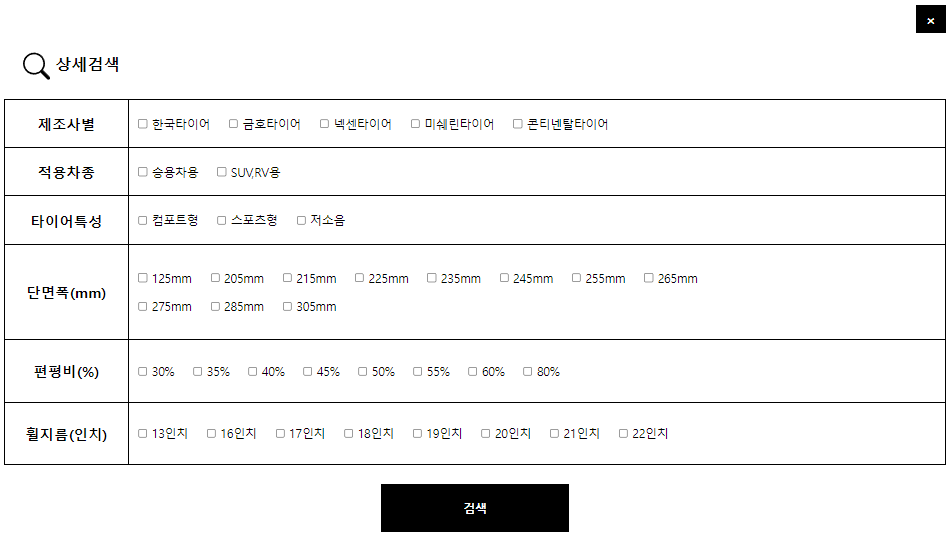 ×
상세검색
제조사별 한국타이어 금호타이어 넥센타이어 미쉐린타이어 콘티넨탈타이어
적용차종 승용차용 SUV,RV용
타이어특성 컴포트형 스포츠형 저소음
단면폭(mm) 125mm 205mm 215mm 225mm 235mm 245mm 255mm 265mm
275mm 285mm 305mm
편평비(%) 30% 35% 40% 45% 50% 55% 60% 80%
휠지름(인치) 13인치 16인치 17인치 18인치 19인치 20인치 21인치 22인치
검색